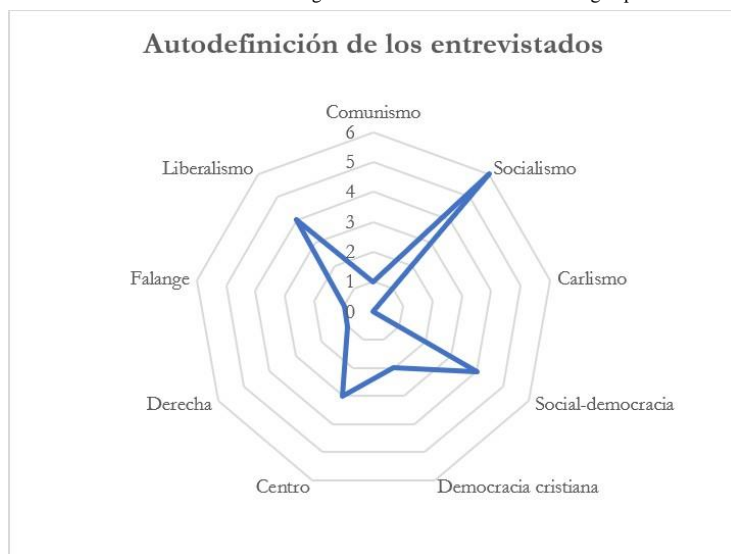 Autodefinición de los entrevistados
Comunismo
6
5
4
3
2
1
0
Socialismo
Carlismo
Social-democracia
Democracia cristiana
Centro
Derecha
Falange
Liberalismo